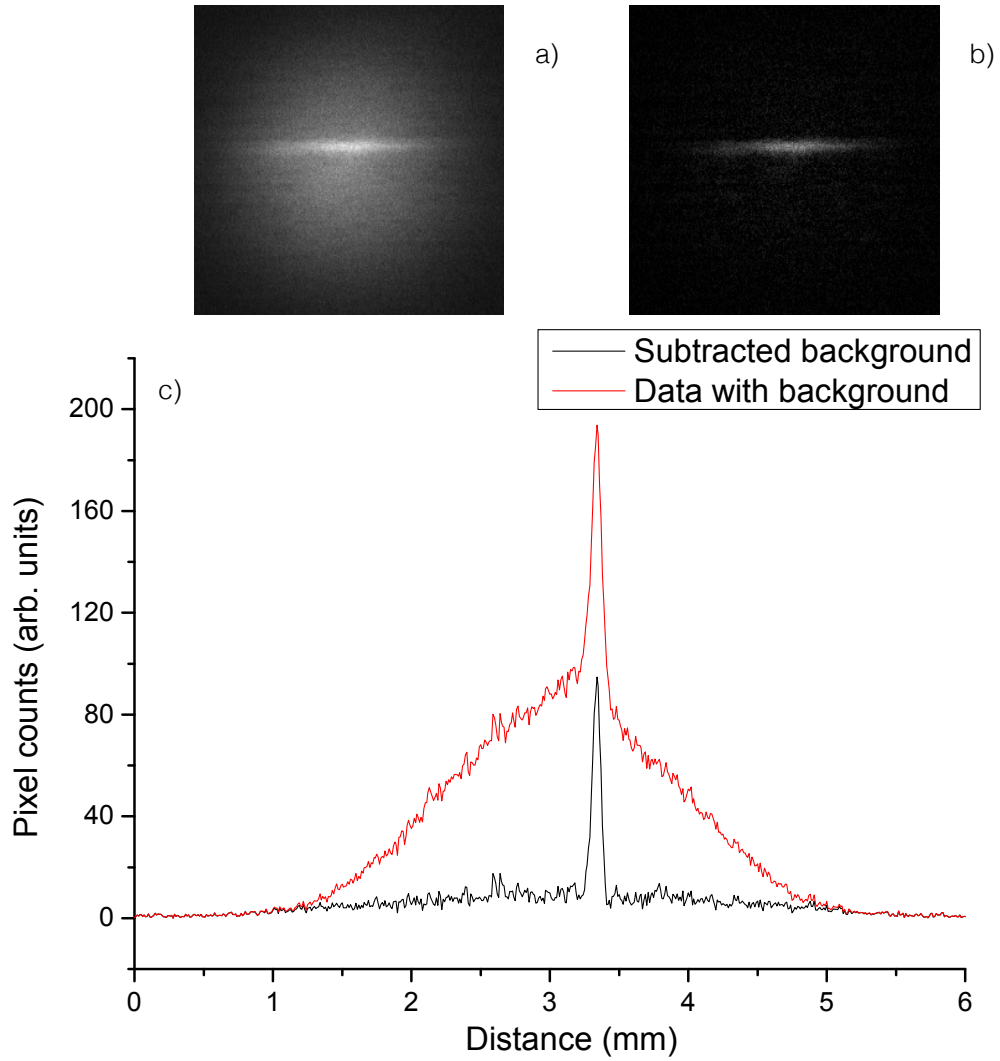 a)
b)
Subtracted background
Data with background
c)
200
160
120
80
40
0
Pixel counts (arb. units)
0 1 2 3 4 5 6
Distance (mm)